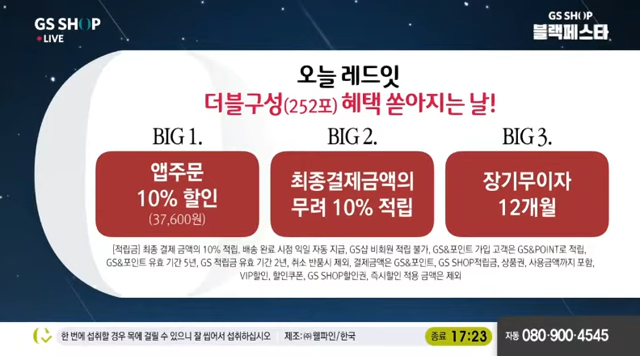 GS SHOP
LIVE
GS SHOP
블랙페스타
오늘 레드잇
더블구성(252포) 혜택 쏟아지는 날!
BIG 1.
BIG 2.
BIG 3.
앱주문
10% 할인
(37,600원)
최종결제금액의
무려 10% 적립
장기무이자
12개월
[적립금] 최종 결제 금액의 10% 적립, 배송 완료 시점 익일 자동 지급, GS샵 비회원 적립 불가, GS&포인트 가입 고객은 GS&POINT로 적립,
GS&포인트 유효 기간 5년, GS 적립금 유효 기간 2년, 취소 반품시 제외, 결제금액은 GS&포인트, GS SHOP적립금, 상품권, 사용금액까지 포함,
VIP할인, 할인쿠폰, GS SHOP할인권, 즉시할인 적용 금액은 제외
한 번에 섭취할 경우 목에 걸릴 수 있으니 잘 씹어서 섭취하십시오
제조:㈜웰파인/한국
종료 17:23
자동 080·900·4545